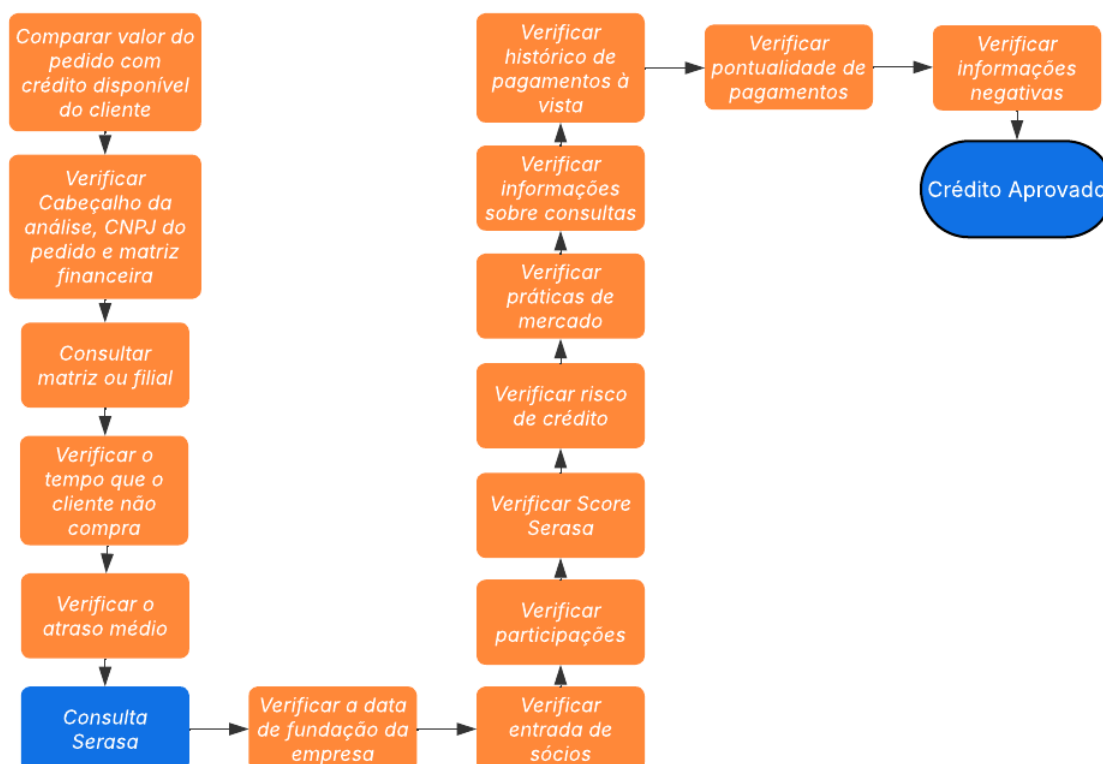 Comparar valor do
pedido com
crédito disponível
do cliente
Verificar
Cabeçalho da
análise, CNPJ do
pedido e matriz
financeira
Consultar
matriz ou filial
Verificar o
tempo que o
cliente não
compra
Verificar o
atraso médio
Consulta
Serasa
Verificar a data
de fundação da
empresa
Verificar
entrada de
sócios
Verificar
participações
Verificar Score
Serasa
Verificar risco
de crédito
Verificar
práticas de
mercado
Verificar
informações
sobre consultas
Verificar
histórico de
pagamentos à
vista
Verificar
pontualidade de
pagamentos
Verificar
informações
negativas
Crédito Aprovado